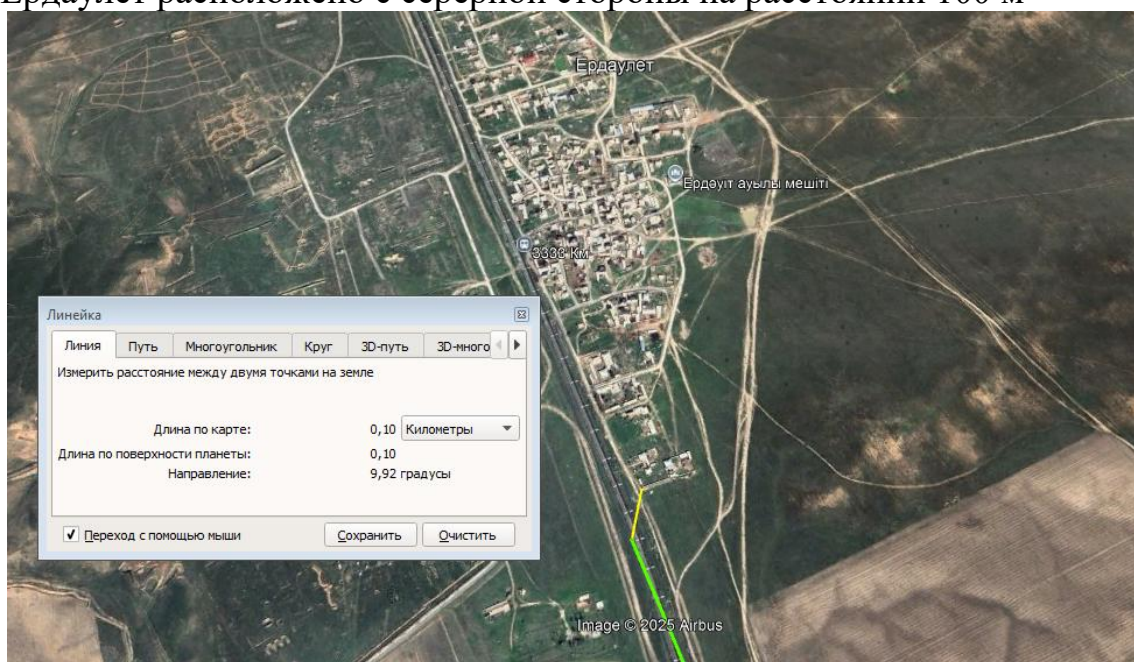 Ердаулет расположено с серерной стороны на расстоянии 100 м
Ердаулет
Ердәуіт ауылы мешіті
3333 Км
Линейка
Линия Путь Многоугольник Круг 3D-путь 3D-много
Измерить расстояние между двумя точками на земле
Длина по карте: 0,10 Километры
Длина по поверхности планеты: 0,10
Направление: 9,92 градусы
Переход с помощью мыши Сохранить Очистить
Image © 2025 Airbus